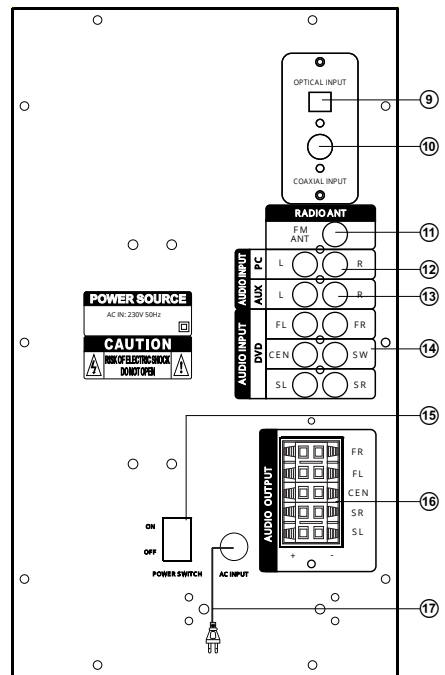 OPTICAL INPUT
9
10
COAXIAL INPUT
RADIO ANT
FM
ANT
11
AUDIO INPUT
PC
L
R
12
AUX
L
R
13
AUDIO INPUT
DVD
FL
FR
CEN
SW
14
SL
SR
POWER SOURCE
AC IN: 230V 50Hz
CAUTION
RISK OF ELECTRIC SHOCK
DO NOT OPEN
!
15
AUDIO OUTPUT
FR
FL
CEN
SR
SL
16
+ -
ON
OFF
POWER SWITCH
AC INPUT
17